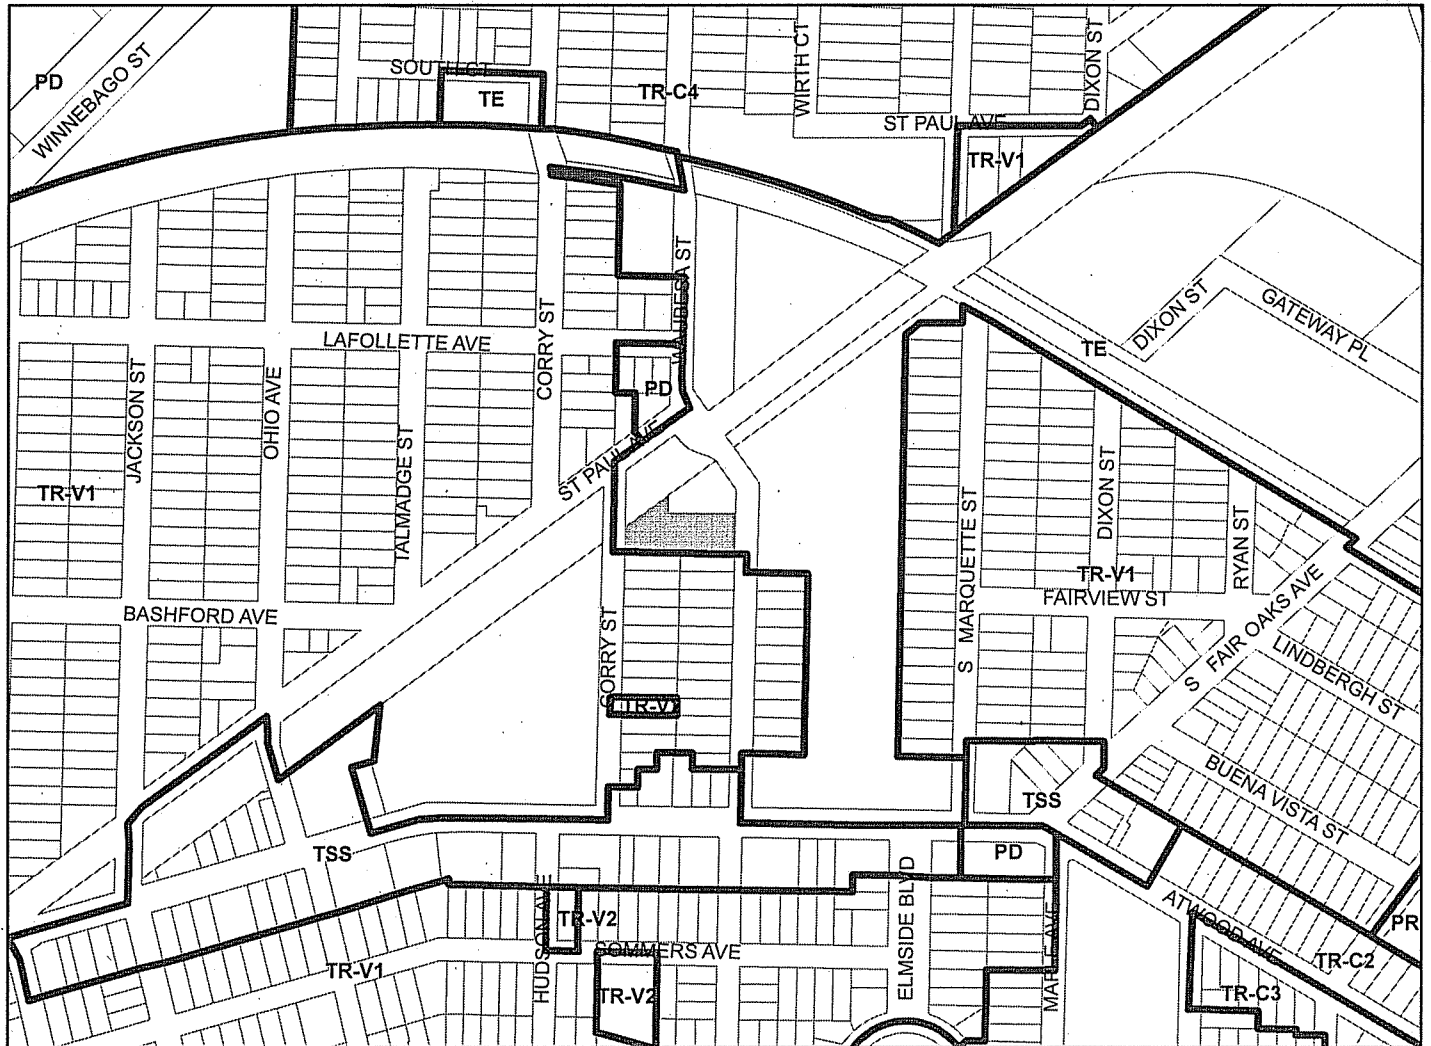 PD
WINNEBAGO ST
SOUTH CT
TE
TR-C4
WIRTH CT
DIXON ST
ST PAUL AVE
TR-V1
WAUBESA ST
CORRY ST
LAFOLLETTE AVE
PD
JACKSON ST
OHIO AVE
TALMADGE ST
ST PAUL AVE
TR-V1
BASHFORD AVE
DIXON ST
GATEWAY PL
TE
S MARQUETTE ST
DIXON ST
RYAN ST
TR-V1
FAIRVIEW ST
S FAIR OAKS AVE
LINDBERGH ST
BUENA VISTA ST
CORRY ST
TSS
TSS
PD
HUDSON AVE
TR-V2
SOMMERS AVE
TR-V1
TR-V2
ELMSIDE BLVD
ATWOOD AVE
PR
TR-C2
TR-C3